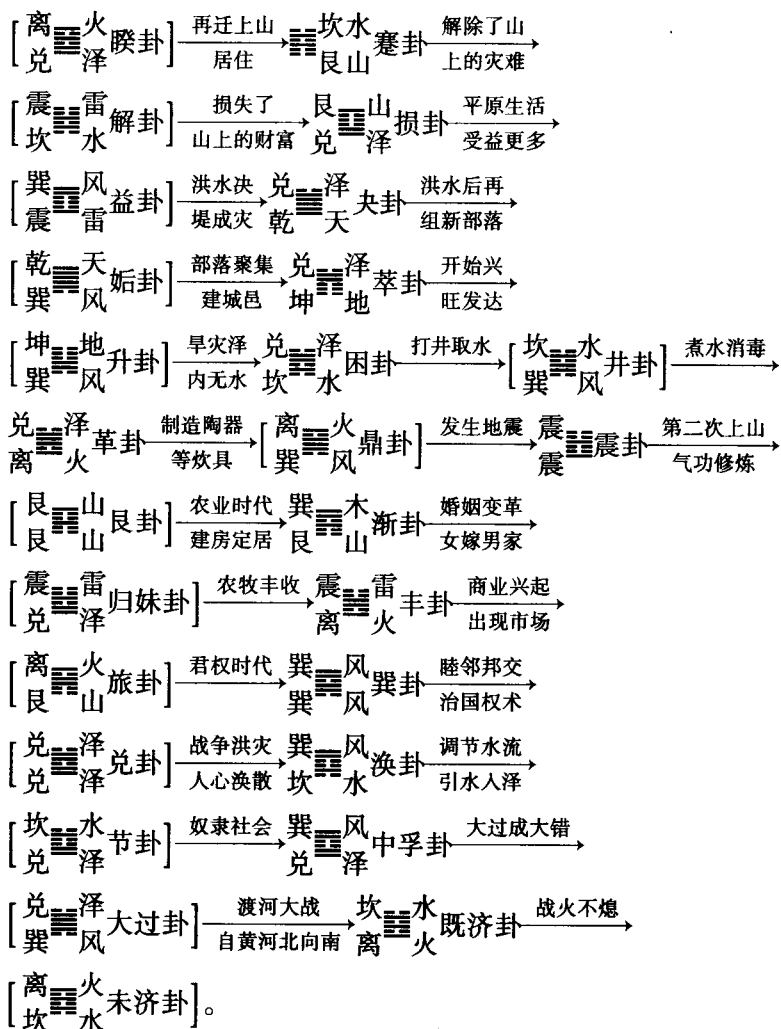 [离兑 ䷥ 火泽 睽卦] 再迁上山居住 → ䷦ 坎艮 水山 蹇卦 解除了山上的灾难 →
[震坎 ䷧ 雷水 解卦] 损失了山上的财富 → 艮兑 ䷨ 山泽 损卦 平原生活受益更多 →
[巽震 ䷩ 风雷 益卦] 洪水决堤成灾 → 兑乾 ䷪ 泽天 夬卦 洪水后再组新部落 →
[乾巽 ䷫ 天风 姤卦] 部落聚集建城邑 → 兑坤 ䷬ 泽地 萃卦 开始兴旺发达 →
[坤巽 ䷭ 地风 升卦] 旱灾泽内无水 → 兑坎 ䷮ 泽水 困卦 打井取水 → [坎巽 ䷯ 水风 井卦] 煮水消毒 →
兑离 ䷰ 泽火 革卦 制造陶器等炊具 → [离巽 ䷱ 火风 鼎卦] 发生地震 → 震震 ䷲ 震卦 第二次上山气功修炼 →
[艮艮 ䷳ 山山 艮卦] 农业时代建房定居 → 巽艮 ䷴ 木山 渐卦 婚姻变革女嫁男家 →
[震兑 ䷵ 雷泽 归妹卦] 农牧丰收 → 震离 ䷶ 雷火 丰卦 商业兴起出现市场 →
[离艮 ䷷ 火山 旅卦] 君权时代 → 巽巽 ䷸ 风风 巽卦 睦邻邦交治国权术 →
[兑兑 ䷹ 泽泽 兑卦] 战争洪灾人心涣散 → 巽坎 ䷺ 风水 涣卦 调节水流引水入泽 →
[坎兑 ䷻ 水泽 节卦] 奴隶社会 → 巽兑 ䷼ 风泽 中孚卦 大过成大错 →
[兑巽 ䷛ 泽风 大过卦] 渡河大战自黄河北向南 → 坎离 ䷾ 水火 既济卦 战火不熄 →
[离坎 ䷿ 火水 未济卦]。